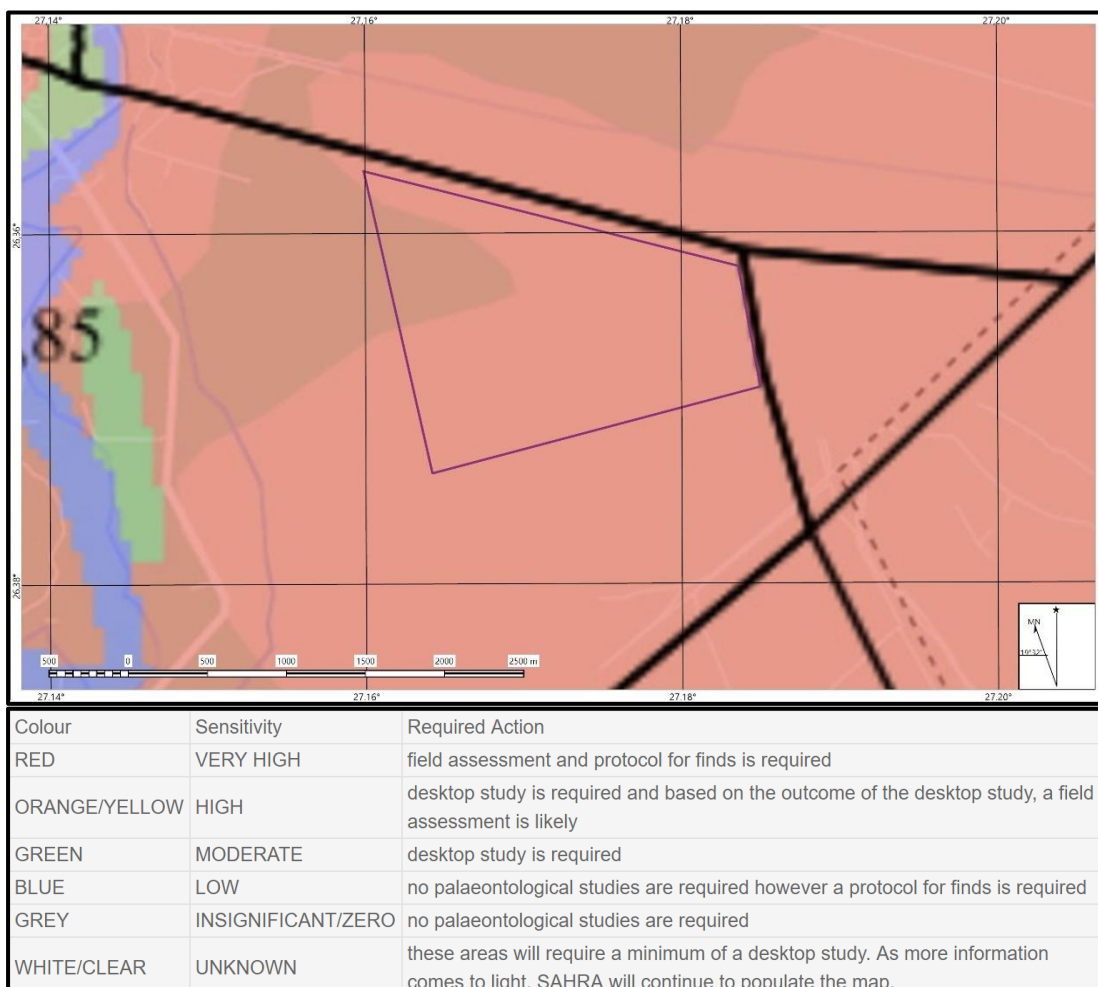 27.14° 27.16° 27.18° 27.20°
26.36°
.85
26.38°
MN
19°32'
500 0 500 1000 1500 2000 2500 m
27.14° 27.16° 27.18° 27.20°
Colour Sensitivity Required Action
RED VERY HIGH field assessment and protocol for finds is required
ORANGE/YELLOW HIGH desktop study is required and based on the outcome of the desktop study, a field
assessment is likely
GREEN MODERATE desktop study is required
BLUE LOW no palaeontological studies are required however a protocol for finds is required
GREY INSIGNIFICANT/ZERO no palaeontological studies are required
WHITE/CLEAR UNKNOWN these areas will require a minimum of a desktop study. As more information
comes to light, SAHRA will continue to populate the map.